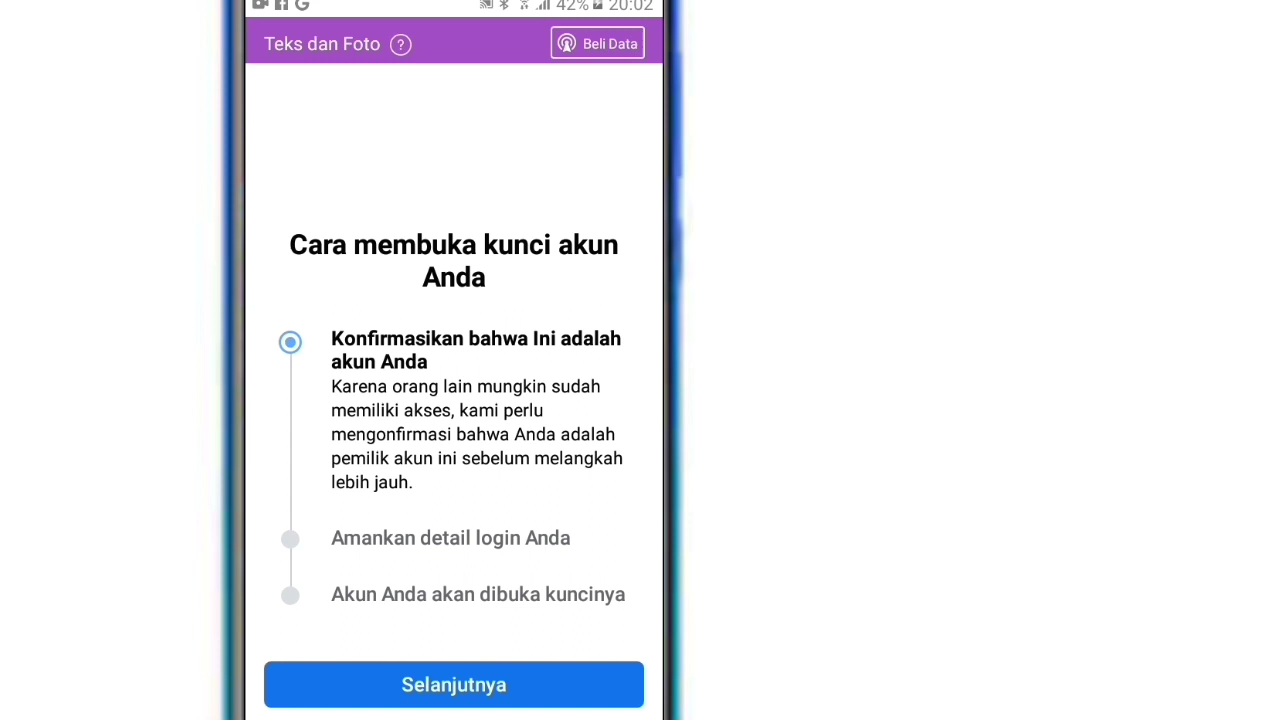 42% 20:02
Teks dan Foto ? Beli Data
Cara membuka kunci akun
Anda
Konfirmasikan bahwa Ini adalah
akun Anda
Karena orang lain mungkin sudah
memiliki akses, kami perlu
mengonfirmasi bahwa Anda adalah
pemilik akun ini sebelum melangkah
lebih jauh.
Amankan detail login Anda
Akun Anda akan dibuka kuncinya
Selanjutnya